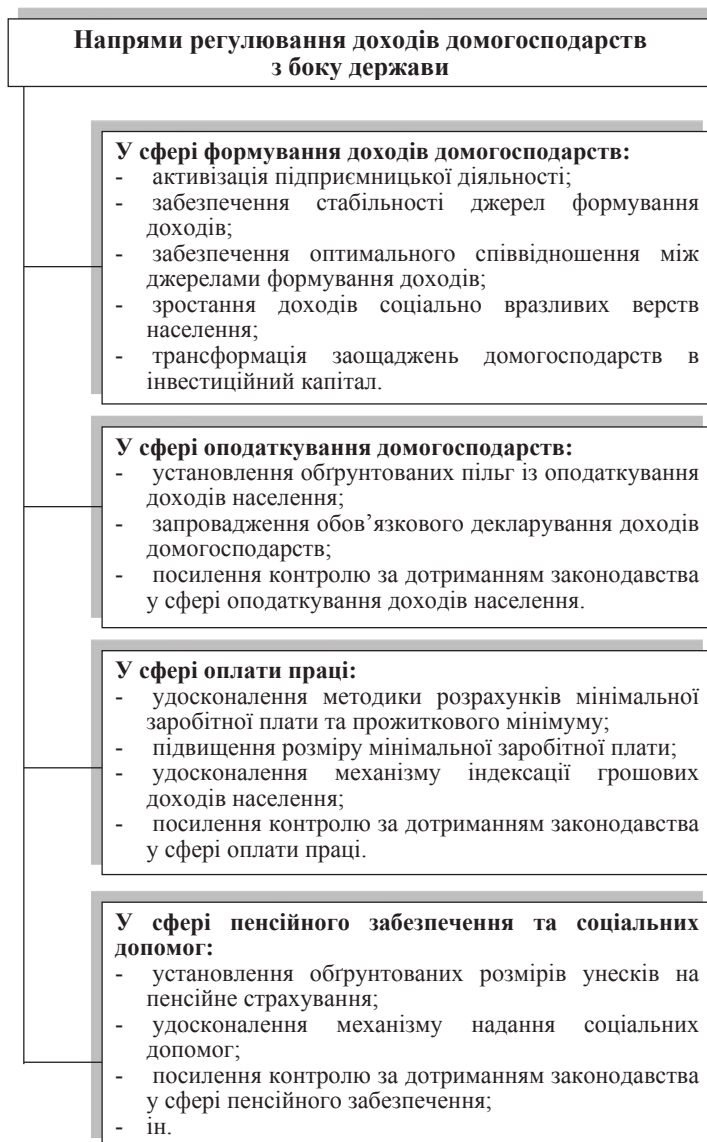 Напрями регулювання доходів домогосподарств
з боку держави
У сфері формування доходів домогосподарств:
- активізація підприємницької діяльності;
- забезпечення стабільності джерел формування
доходів;
- забезпечення оптимального співвідношення між
джерелами формування доходів;
- зростання доходів соціально вразливих верств
населення;
- трансформація заощаджень домогосподарств в
інвестиційний капітал.
У сфері оподаткування домогосподарств:
- установлення обґрунтованих пільг із оподаткування
доходів населення;
- запровадження обов’язкового декларування доходів
домогосподарств;
- посилення контролю за дотриманням законодавства
у сфері оподаткування доходів населення.
У сфері оплати праці:
- удосконалення методики розрахунків мінімальної
заробітної плати та прожиткового мінімуму;
- підвищення розміру мінімальної заробітної плати;
- удосконалення механізму індексації грошових
доходів населення;
- посилення контролю за дотриманням законодавства
у сфері оплати праці.
У сфері пенсійного забезпечення та соціальних
допомог:
- установлення обґрунтованих розмірів унесків на
пенсійне страхування;
- удосконалення механізму надання соціальних
допомог;
- посилення контролю за дотриманням законодавства
у сфері пенсійного забезпечення;
- ін.